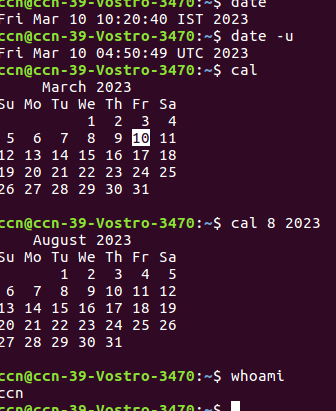 date
Fri Mar 10 10:20:40 IST 2023
ccn@ccn-39-Vostro-3470:~$ date -u
Fri Mar 10 04:50:49 UTC 2023
ccn@ccn-39-Vostro-3470:~$ cal
     March 2023
Su Mo Tu We Th Fr Sa
          1  2  3  4
 5  6  7  8  9 10 11
12 13 14 15 16 17 18
19 20 21 22 23 24 25
26 27 28 29 30 31

ccn@ccn-39-Vostro-3470:~$ cal 8 2023
    August 2023
Su Mo Tu We Th Fr Sa
       1  2  3  4  5
 6  7  8  9 10 11 12
13 14 15 16 17 18 19
20 21 22 23 24 25 26
27 28 29 30 31

ccn@ccn-39-Vostro-3470:~$ whoami
ccn
ccn@ccn-39-Vostro-3470:~$